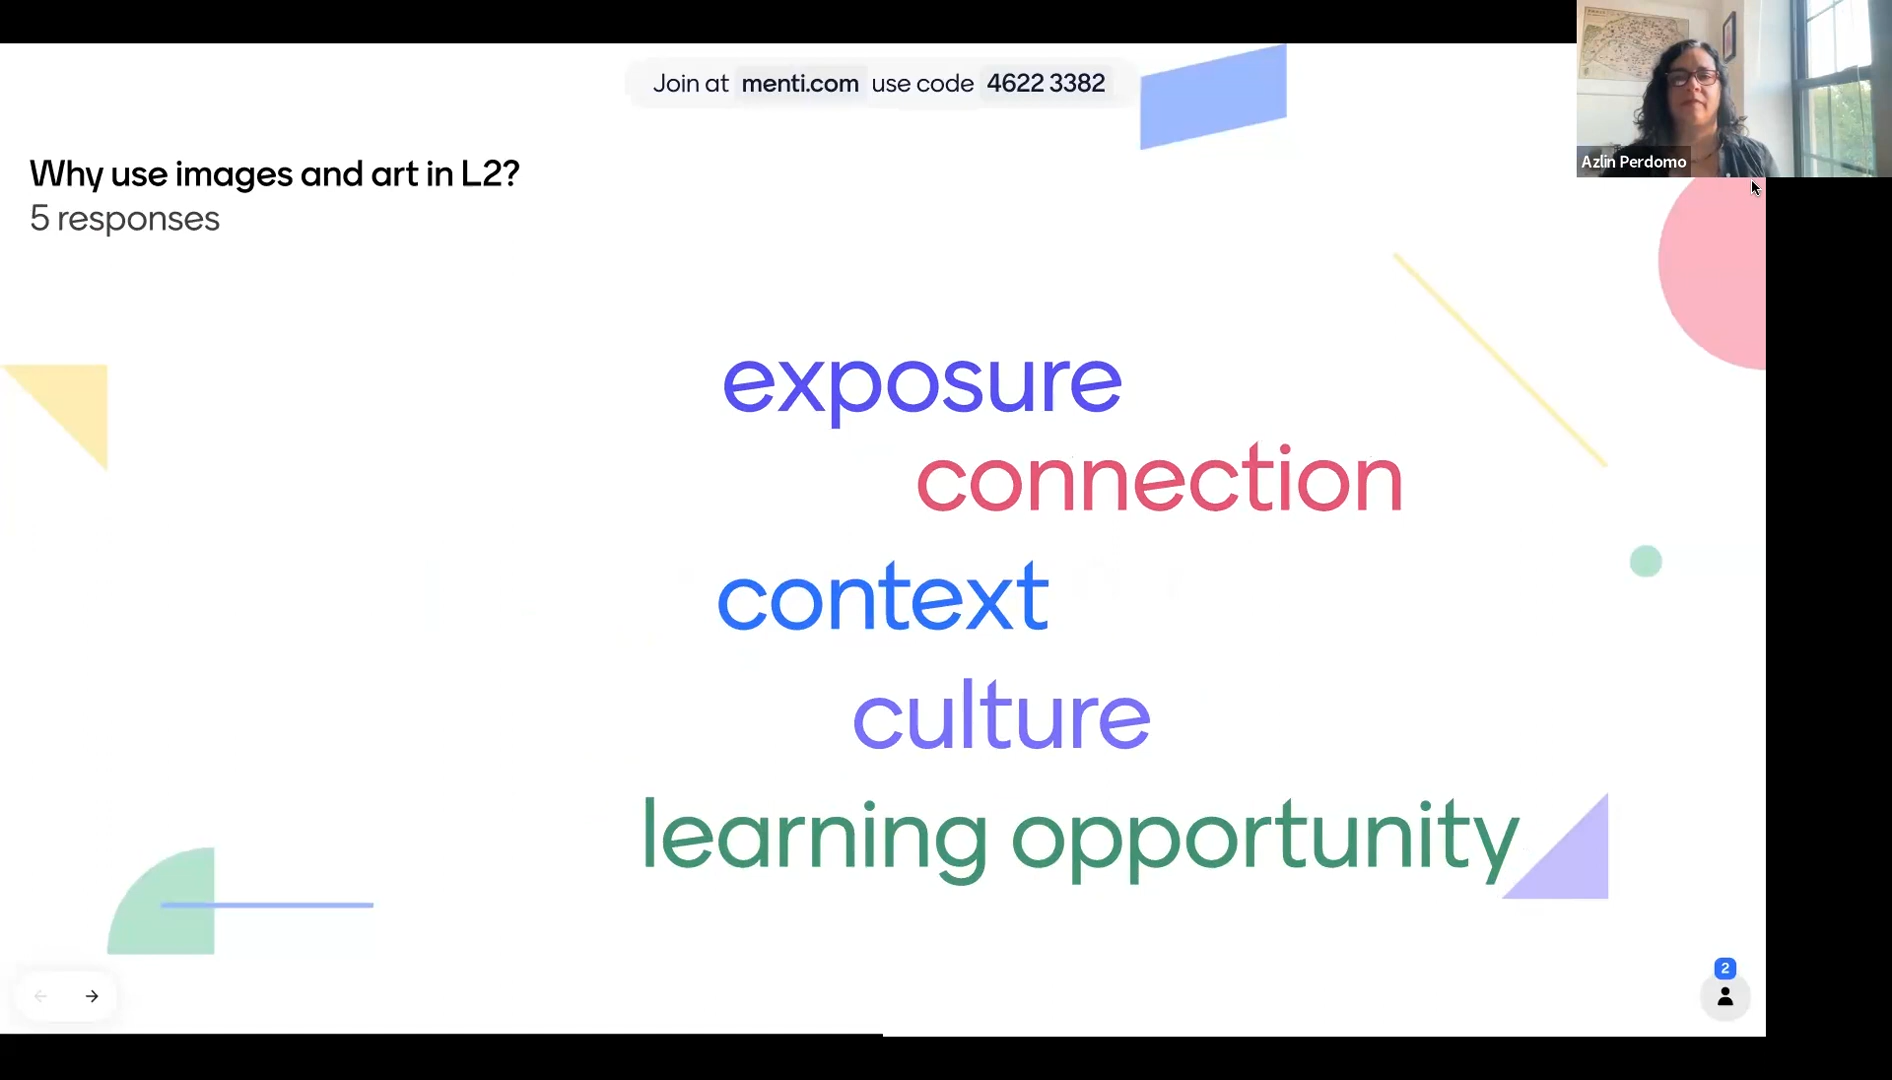 Join at menti.com use code 4622 3382
Azlin Perdomo
Why use images and art in L2?
5 responses
exposure
connection
context
culture
learning opportunity
2